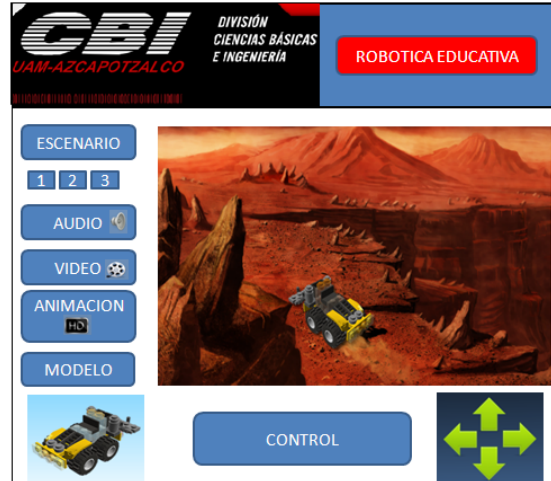 CBI
UAM-AZCAPOTZALCO
DIVISIÓN
CIENCIAS BÁSICAS
E INGENIERÍA
ROBOTICA EDUCATIVA
ESCENARIO
1 2 3
AUDIO
VIDEO
ANIMACION
HD
MODELO
CONTROL